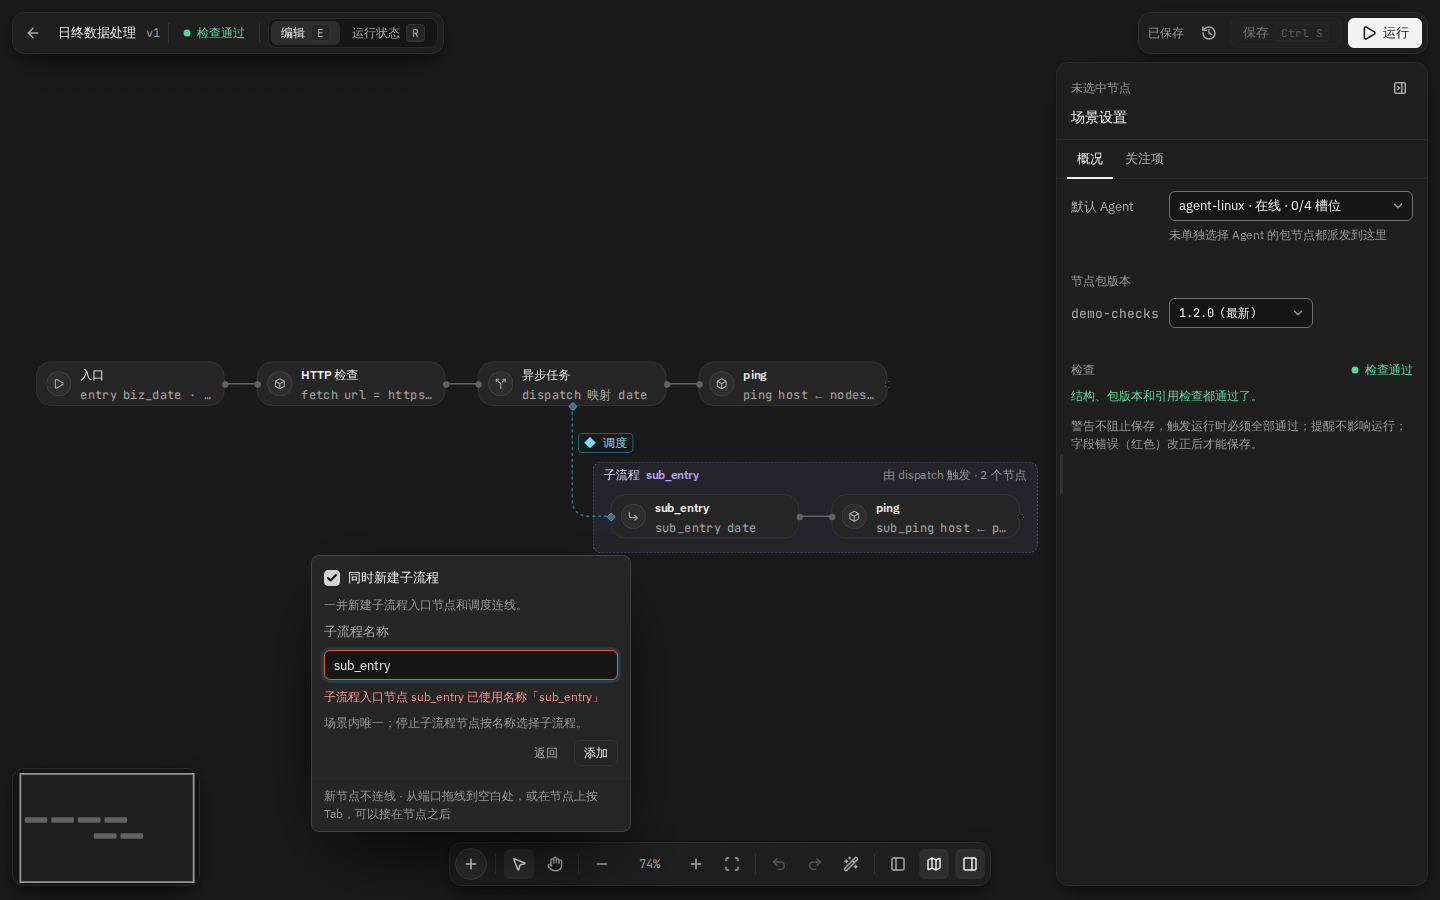 日终数据处理 v1 检查通过 编辑 E 运行状态 R
已保存 保存 Ctrl S 运行
未选中节点
场景设置
概况 关注项
默认 Agent agent-linux · 在线 · 0/4 槽位
未单独选择 Agent 的包节点都派发到这里
节点包版本
demo-checks 1.2.0 (最新)
检查 检查通过
结构、包版本和引用检查都通过了。
警告不阻止保存，触发运行时必须全部通过；提醒不影响运行；
字段错误（红色）改正后才能保存。
入口
entry biz_date · …
HTTP 检查
fetch url = https…
异步任务
dispatch 映射 date
ping
ping host ← nodes…
调度
子流程 sub_entry 由 dispatch 触发 · 2 个节点
sub_entry
sub_entry date
ping
sub_ping host ← p…
同时新建子流程
一并新建子流程入口节点和调度连线。
子流程名称
sub_entry
子流程入口节点 sub_entry 已使用名称「sub_entry」
场景内唯一；停止子流程节点按名称选择子流程。
返回 添加
新节点不连线 · 从端口拖线到空白处，或在节点上按
Tab，可以接在节点之后
74%